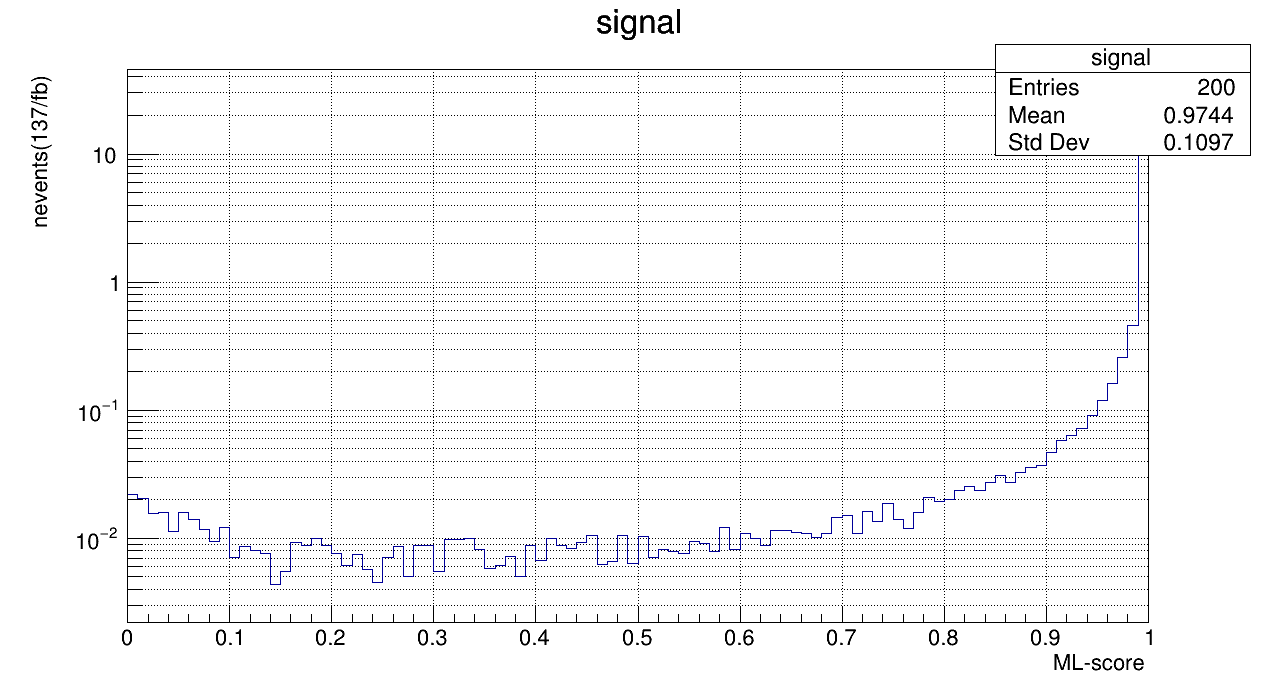 signal
signal
Entries 200
Mean 0.9744
Std Dev 0.1097
nevents(137/fb)
10
1
10⁻¹
10⁻²
0 0.1 0.2 0.3 0.4 0.5 0.6 0.7 0.8 0.9 1
ML-score